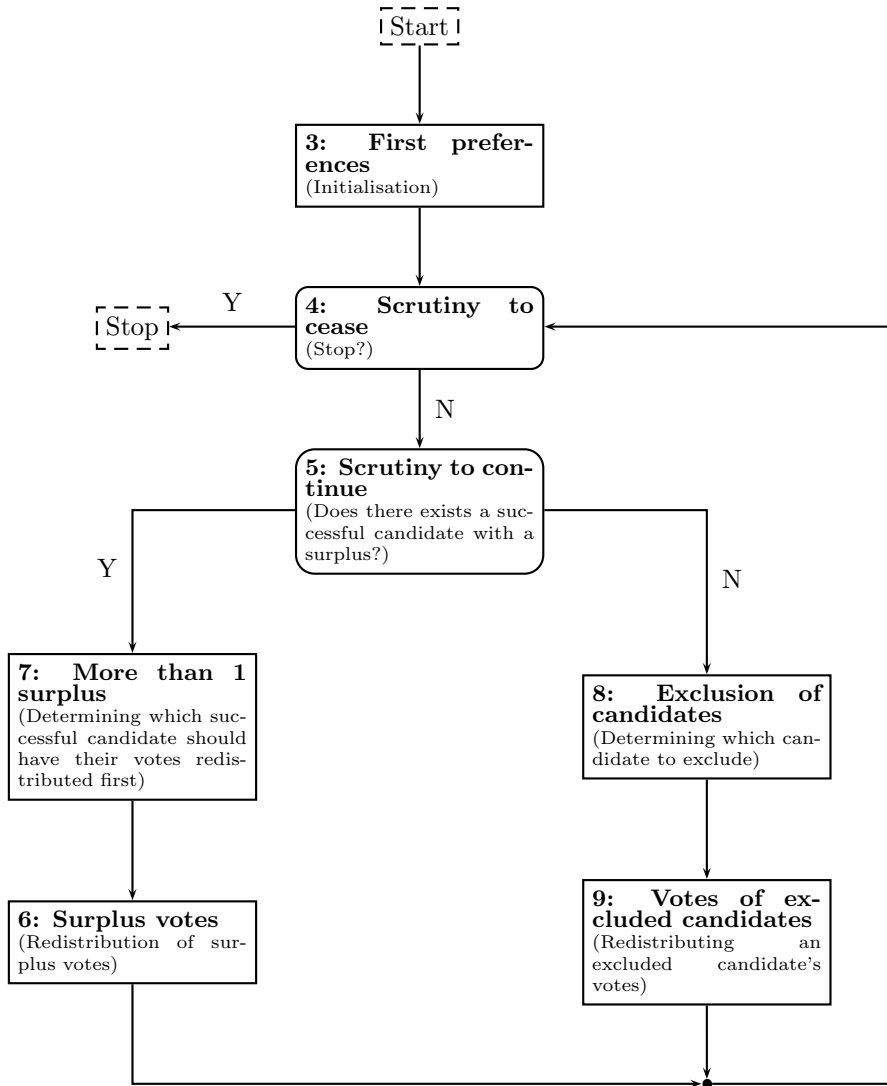 Start
3: First prefer-
ences
(Initialisation)
Y
4: Scrutiny to
cease
(Stop?)
Stop
N
5: Scrutiny to con-
tinue
(Does there exists a suc-
cessful candidate with a
surplus?)
Y
N
7: More than 1
surplus
(Determining which suc-
cessful candidate should
have their votes redis-
tributed first)
8: Exclusion of
candidates
(Determining which can-
didate to exclude)
6: Surplus votes
(Redistribution of sur-
plus votes)
9: Votes of ex-
cluded candidates
(Redistributing an
excluded candidate's
votes)